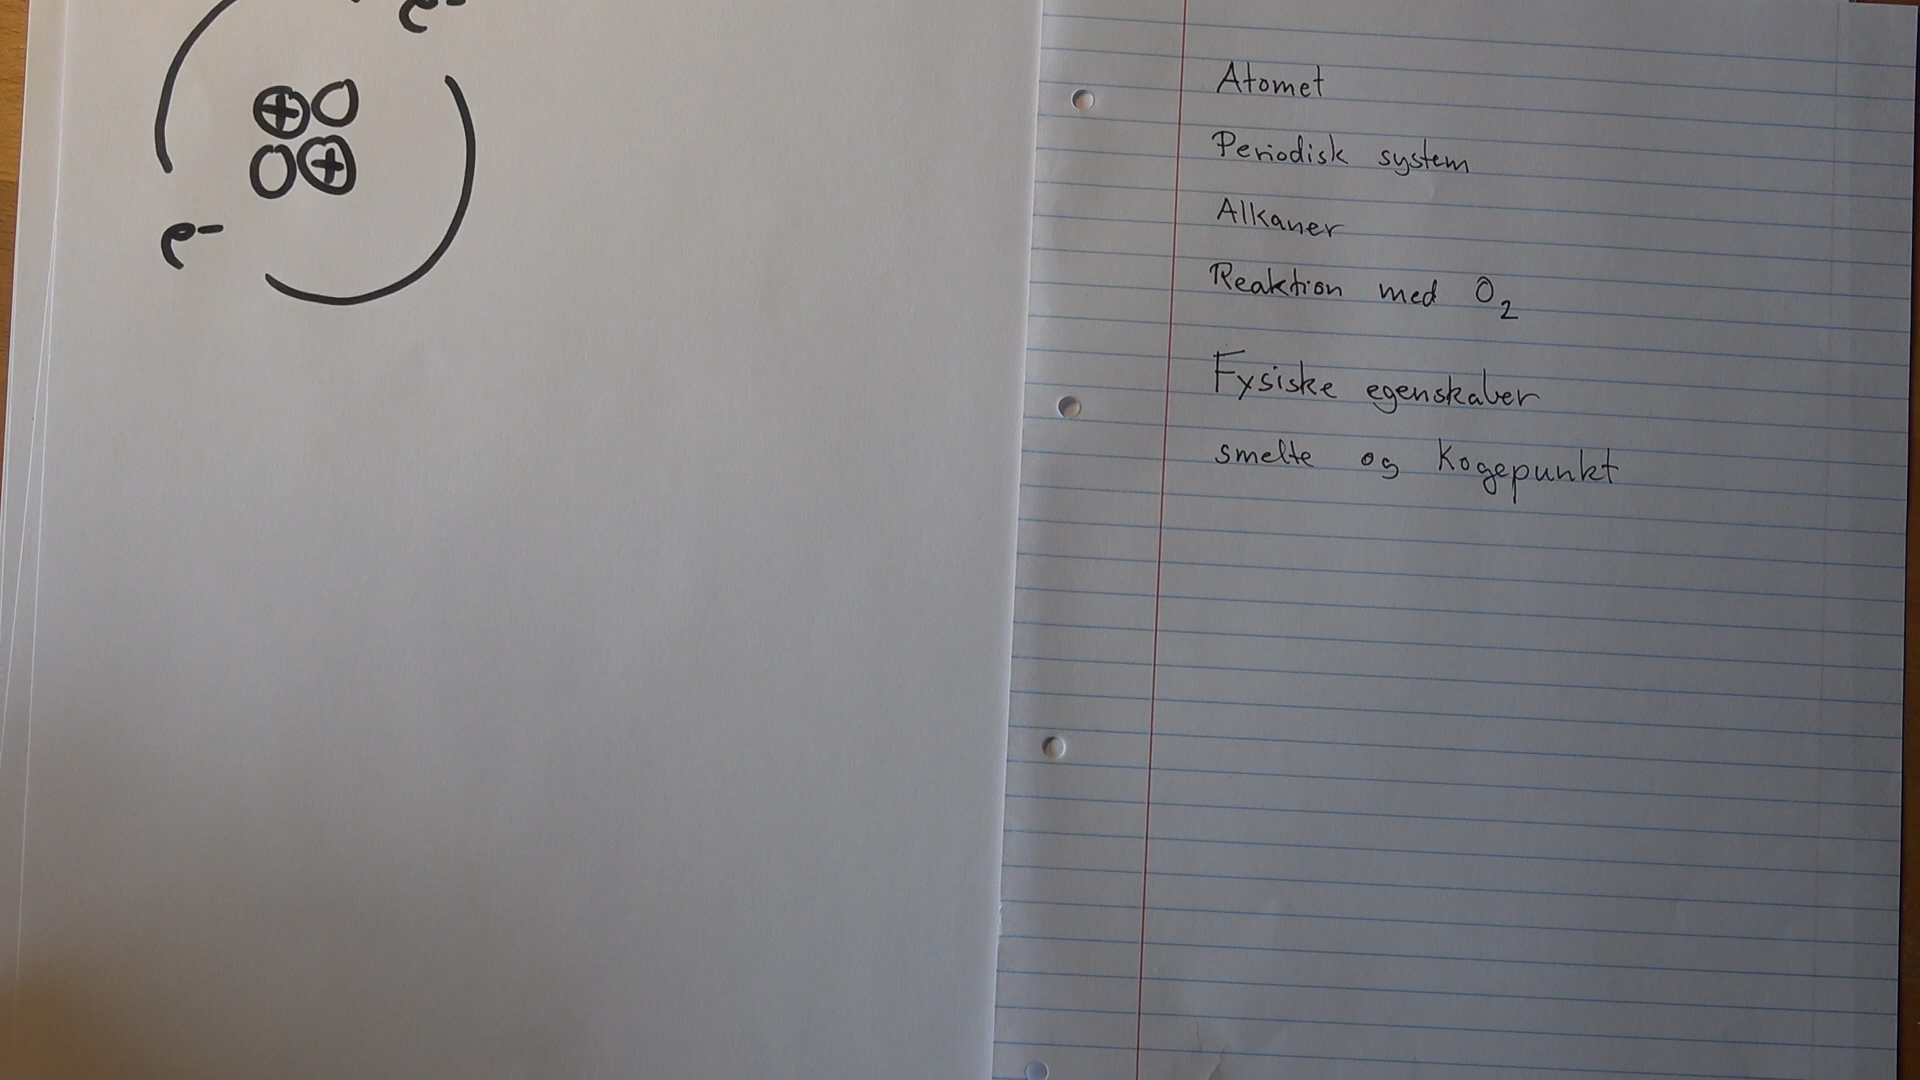 e-
+
+
e-
Atomet
Periodisk system
Alkaner
Reaktion med O₂
Fysiske egenskaber
smelte og kogepunkt